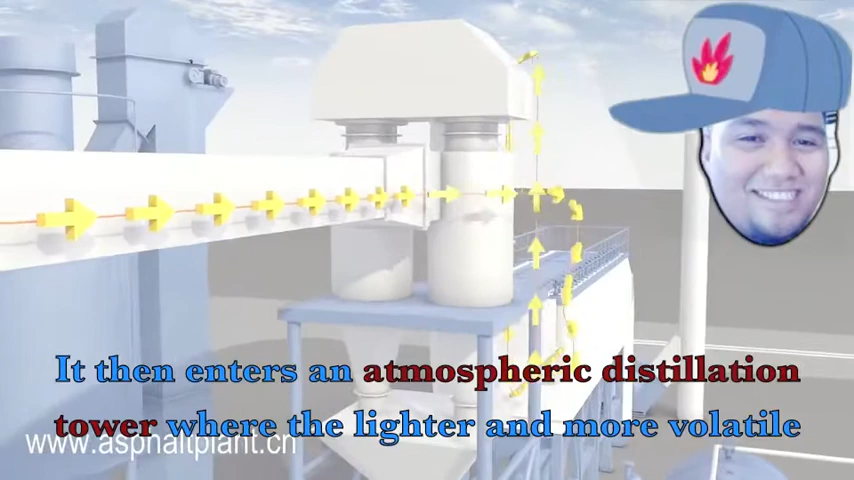 It then enters an atmospheric distillation
tower where the lighter and more volatile
www.asphaltplant.cn